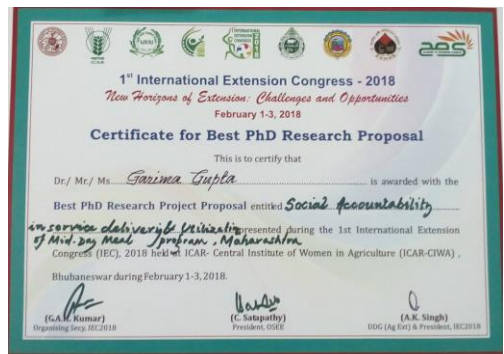 ICAR
1st International Extension Congress - 2018
New Horizons of Extension: Challenges and Opportunities
February 1-3, 2018
Certificate for Best PhD Research Proposal
This is to certify that
Dr./ Mr./ Ms. Garima Gupta is awarded with the
Best PhD Research Project Proposal entitled Social Accountability
in service delivery & Utilization presented during the 1st International Extension
of Mid-Day Meal Program, Maharashtra
Congress (IEC), 2018 held at ICAR- Central Institute of Women in Agriculture (ICAR-CIWA) ,
Bhubaneswar during February 1-3, 2018.
(G.A.K. Kumar)
Organising Secy, IEC2018
(C. Satapathy)
President, OSEE
(A.K. Singh)
DDG (Ag Ext) & President, IEC2018